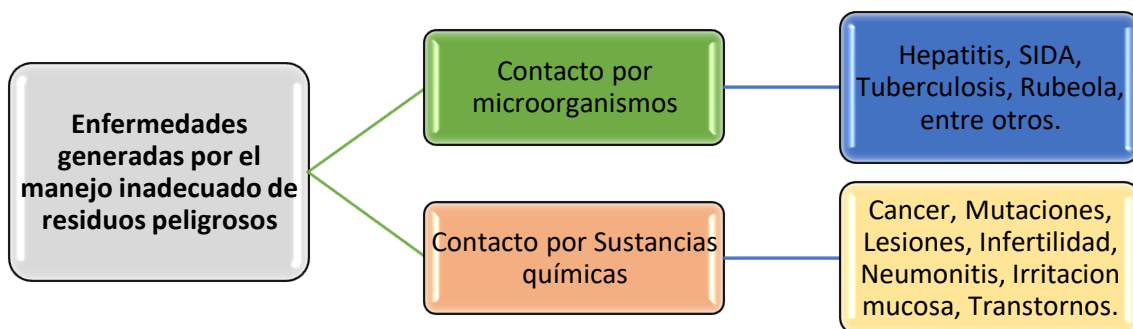 Enfermedades
generadas por el
manejo inadecuado de
residuos peligrosos
Contacto por
microorganismos
Hepatitis, SIDA,
Tuberculosis, Rubeola,
entre otros.
Contacto por Sustancias
químicas
Cancer, Mutaciones,
Lesiones, Infertilidad,
Neumonitis, Irritacion
mucosa, Transtornos.